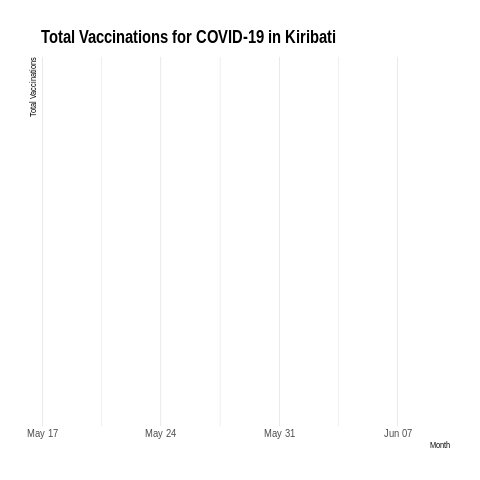 Total Vaccinations for COVID-19 in Kiribati
Total Vaccinations
May 17
May 24
May 31
Jun 07
Month